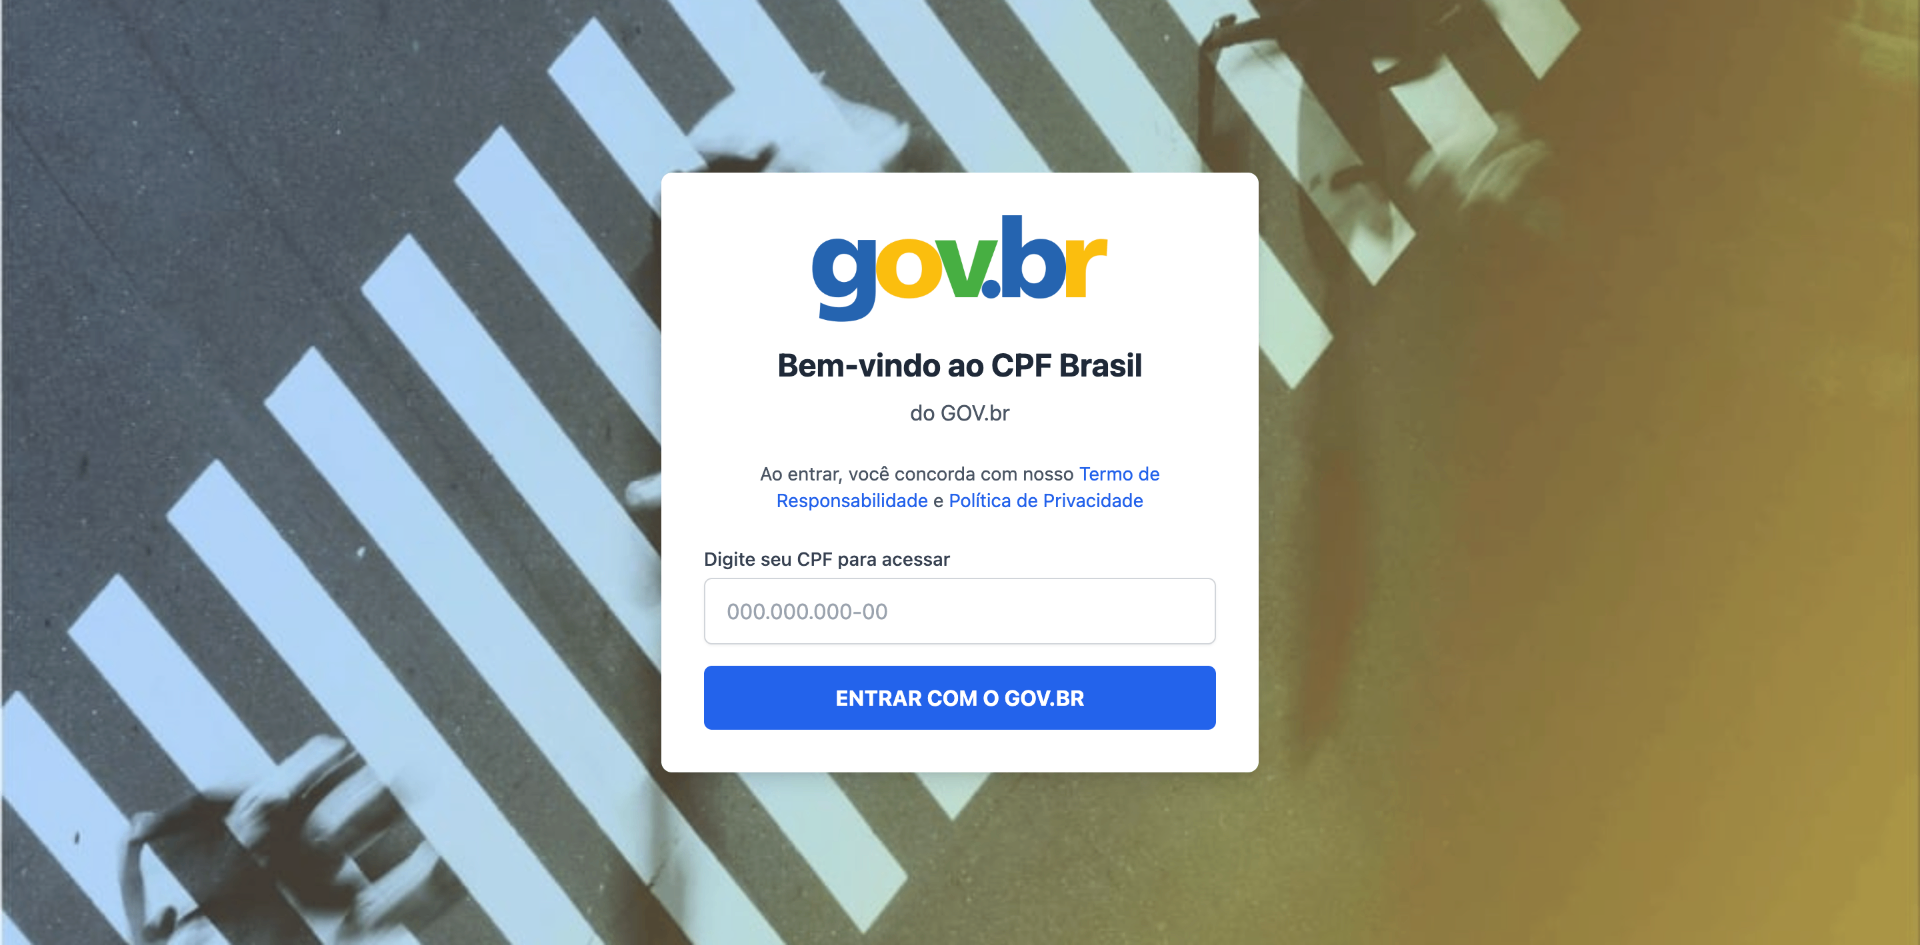 gov.br
Bem-vindo ao CPF Brasil
do GOV.br
Ao entrar, você concorda com nosso Termo de
Responsabilidade e Política de Privacidade
Digite seu CPF para acessar
000.000.000-00
ENTRAR COM O GOV.BR